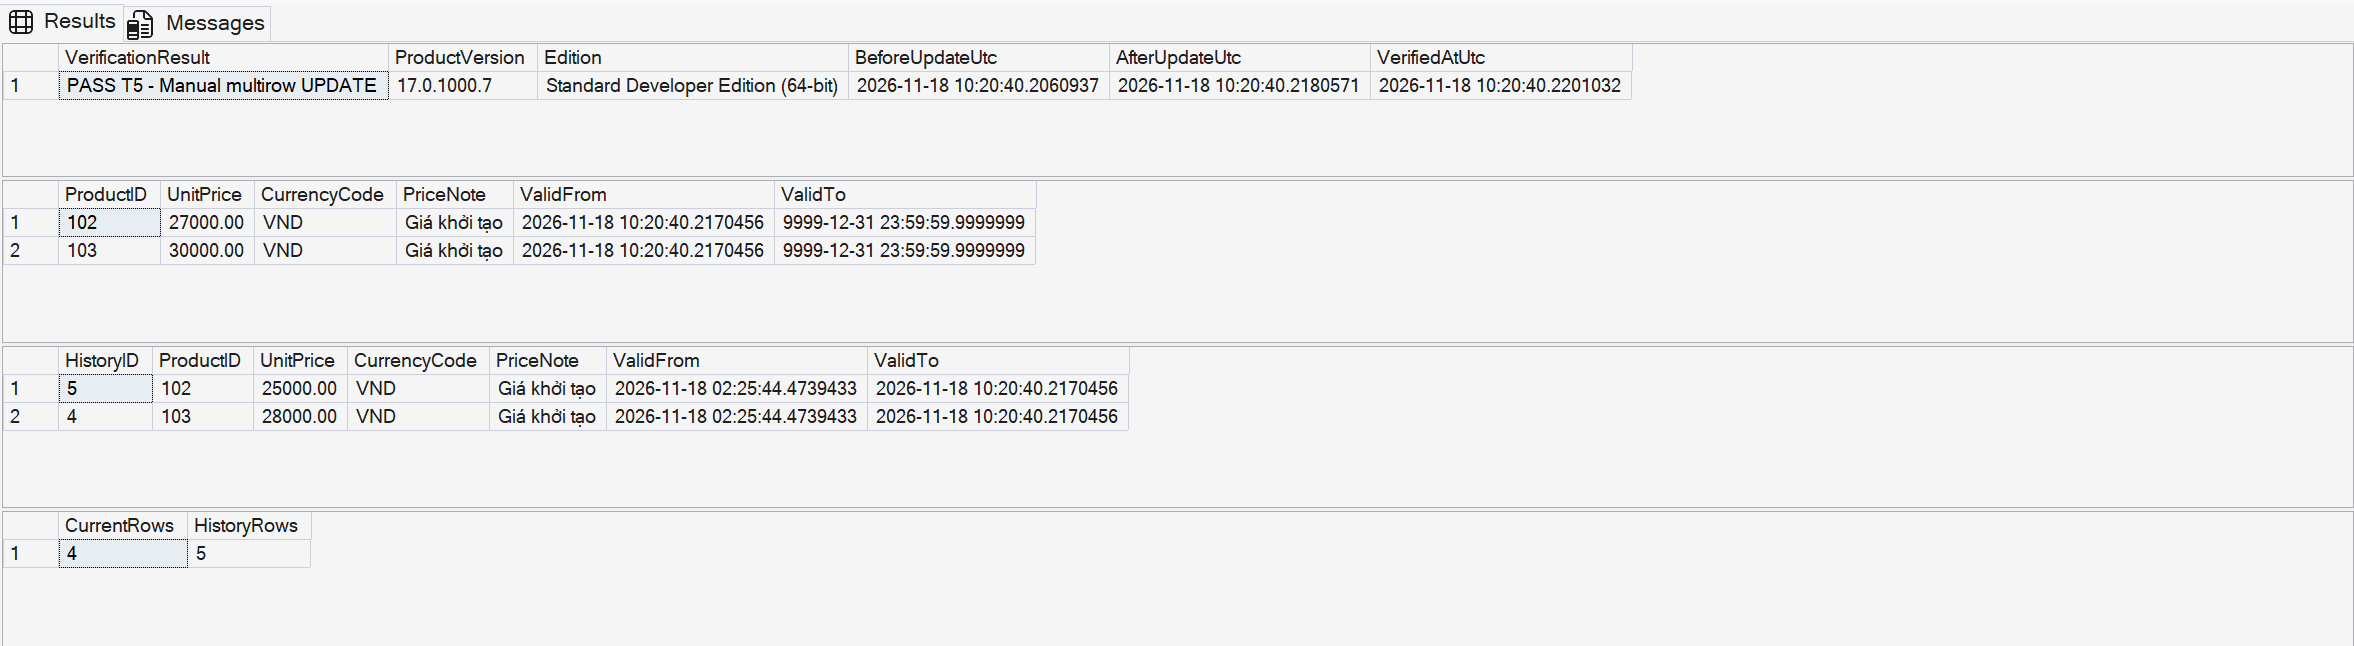 Results Messages
VerificationResult ProductVersion Edition BeforeUpdateUtc AfterUpdateUtc VerifiedAtUtc
1 PASS T5 - Manual multirow UPDATE 17.0.1000.7 Standard Developer Edition (64-bit) 2026-11-18 10:20:40.2060937 2026-11-18 10:20:40.2180571 2026-11-18 10:20:40.2201032
ProductID UnitPrice CurrencyCode PriceNote ValidFrom ValidTo
1 102 27000.00 VND Giá khởi tạo 2026-11-18 10:20:40.2170456 9999-12-31 23:59:59.9999999
2 103 30000.00 VND Giá khởi tạo 2026-11-18 10:20:40.2170456 9999-12-31 23:59:59.9999999
HistoryID ProductID UnitPrice CurrencyCode PriceNote ValidFrom ValidTo
1 5 102 25000.00 VND Giá khởi tạo 2026-11-18 02:25:44.4739433 2026-11-18 10:20:40.2170456
2 4 103 28000.00 VND Giá khởi tạo 2026-11-18 02:25:44.4739433 2026-11-18 10:20:40.2170456
CurrentRows HistoryRows
1 4 5